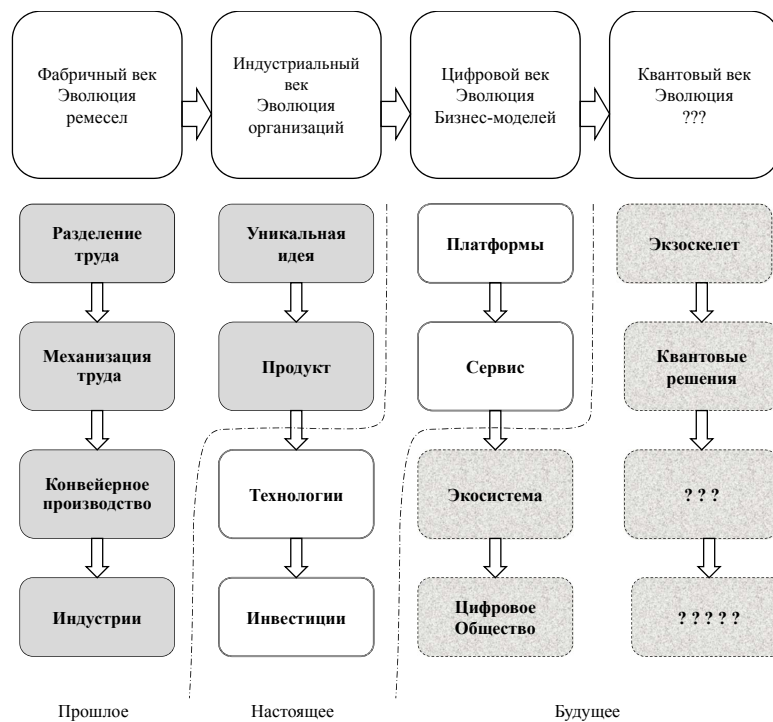 Фабричный век
Эволюция
ремесел
Индустриальный
век
Эволюция
организаций
Цифровой век
Эволюция
Бизнес-моделей
Квантовый век
Эволюция
???
Разделение
труда
Уникальная
идея
Платформы
Экзоскелет
Механизация
труда
Продукт
Сервис
Квантовые
решения
Конвейерное
производство
Технологии
Экосистема
? ? ?
Индустрии
Инвестиции
Цифровое
Общество
? ? ? ? ?
Прошлое
Настоящее
Будущее